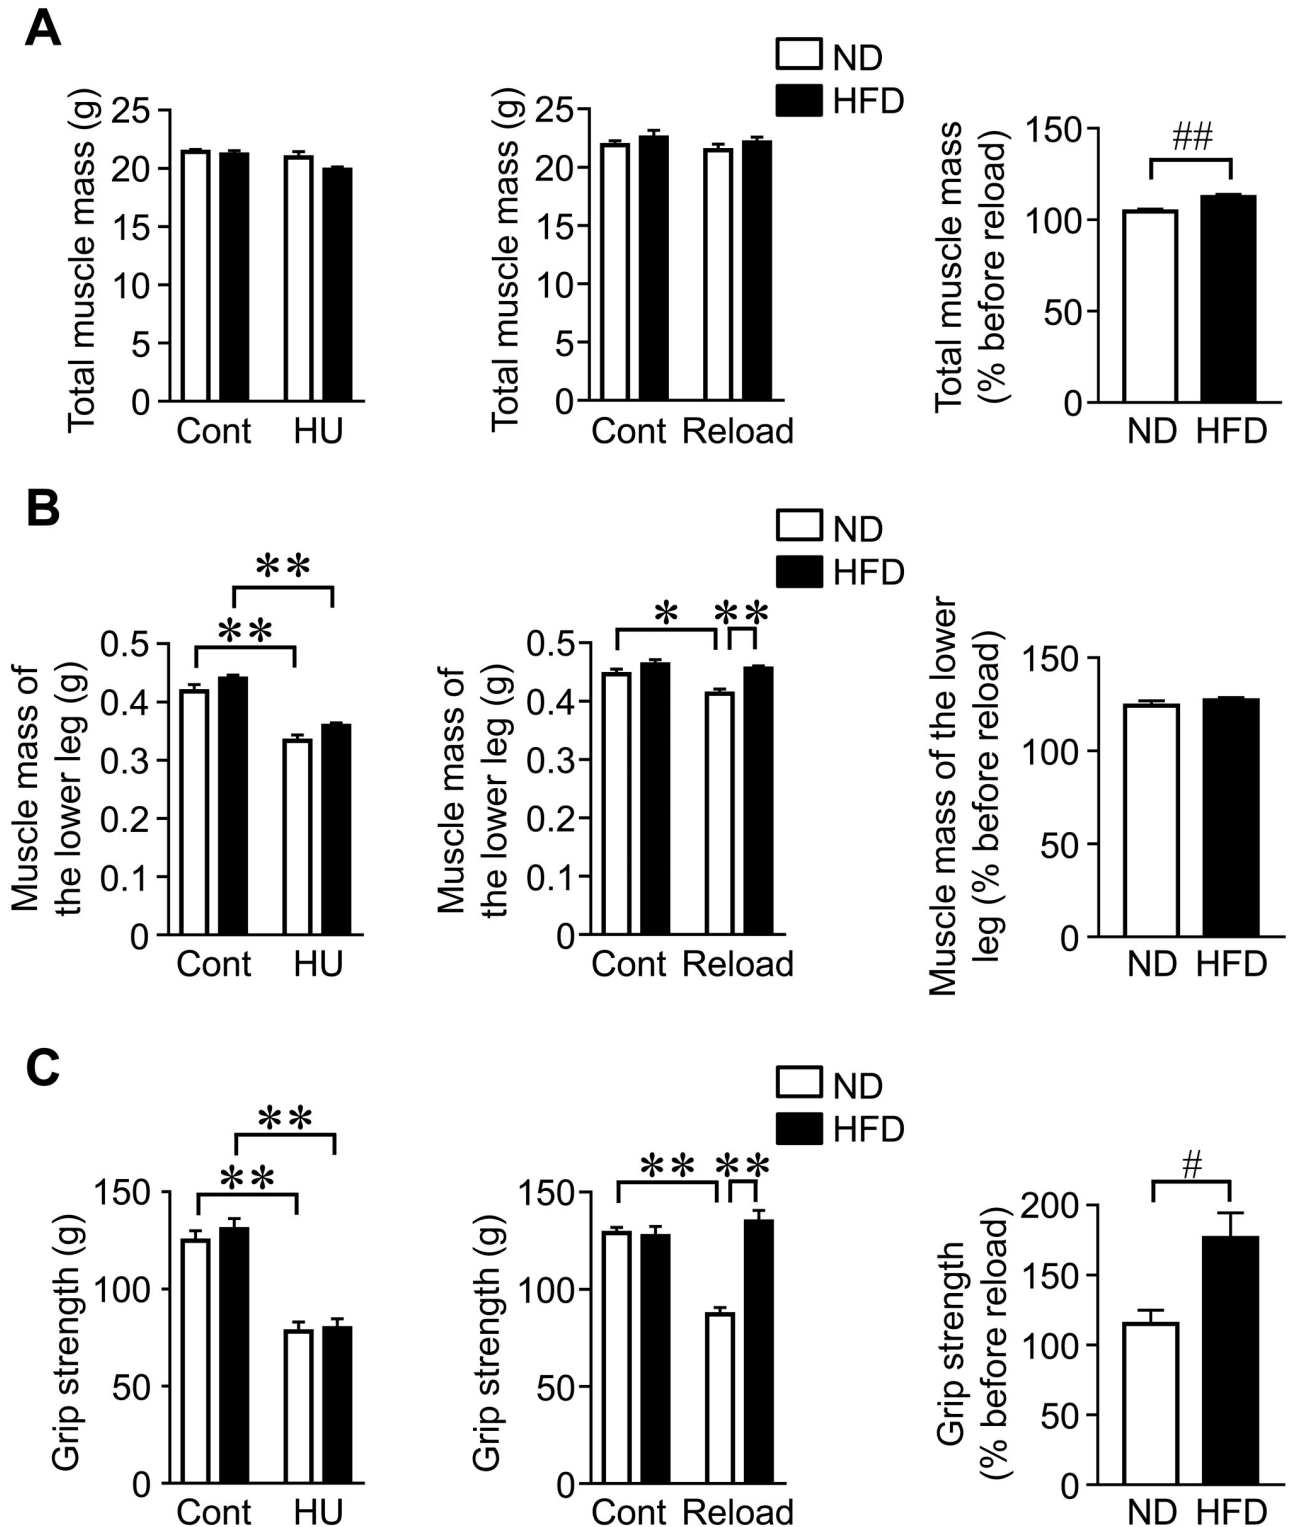 A
ND
HFD
Total muscle mass (g)
25
20
15
10
5
0
Cont HU
Total muscle mass (g)
25
20
15
10
5
0
Cont Reload
Total muscle mass
(% before reload)
150
100
50
0
##
ND HFD
B
ND
HFD
Muscle mass of
the lower leg (g)
0.5
0.4
0.3
0.2
0.1
0
**
**
Cont HU
Muscle mass of
the lower leg (g)
0.5
0.4
0.3
0.2
0.1
0
* **
Cont Reload
Muscle mass of the lower
leg (% before reload)
150
100
50
0
ND HFD
C
ND
HFD
Grip strength (g)
150
100
50
0
**
**
Cont HU
Grip strength (g)
150
100
50
0
** **
Cont Reload
Grip strength
(% before reload)
200
150
100
50
0
#
ND HFD